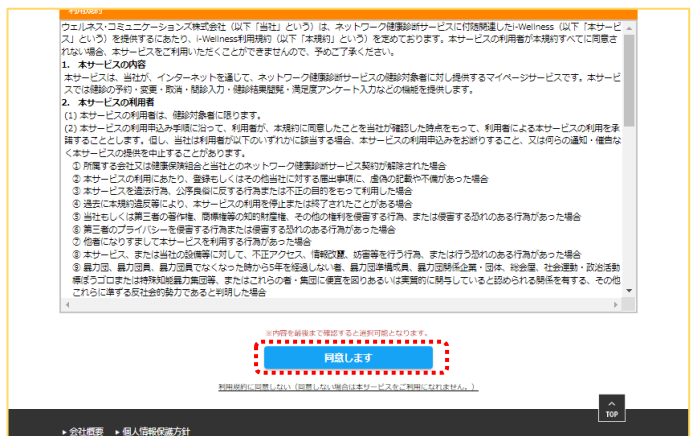 利用規約
ウェルネス・コミュニケーションズ株式会社（以下「当社」という）は、ネットワーク健康診断サービスに付随関連したi-Wellness（以下「本サービ
ス」という）を提供するにあたり、i-Wellness利用規約（以下「本規約」という）を定めております。本サービスの利用者が本規約すべてに同意さ
れない場合、本サービスをご利用いただくことができませんので、予めご了承ください。
1. 本サービスの内容
本サービスは、当社が、インターネットを通じて、ネットワーク健康診断サービスの健診対象者に対し提供するマイページサービスです。本サービ
スでは健診の予約・変更・取消・問診入力・健診結果閲覧・満足度アンケート入力などの機能を提供します。
2. 本サービスの利用者
(1) 本サービスの利用者は、健診対象者に限ります。
(2) 本サービスの利用申込み手順に沿って、利用者が、本規約に同意したことを当社が確認した時点をもって、利用者による本サービスの利用を承
諾することとします。但し、当社は利用者が以下のいずれかに該当する場合、本サービスの利用申込みをお断りすること、又は何らの通知・催告な
く本サービスの提供を中止することがあります。
① 所属する会社又は健康保険組合と当社とのネットワーク健康診断サービス契約が解除された場合
② 本サービスの利用にあたり、登録もしくはその他当社に対する届出事項に、虚偽の記載や不備があった場合
③ 本サービスを違法行為、公序良俗に反する行為または不正の目的をもって利用した場合
④ 過去に本規約違反等により、本サービスの利用を停止または終了されたことがある場合
⑤ 当社もしくは第三者の著作権、商標権等の知的財産権、その他の権利を侵害する行為、または侵害する恐れのある行為があった場合
⑥ 第三者のプライバシーを侵害する行為または侵害する恐れのある行為があった場合
⑦ 他者になりすまして本サービスを利用する行為があった場合
⑧ 本サービス、または当社の設備等に対して、不正アクセス、情報改竄、妨害等を行う行為、または行う恐れのある行為があった場合
⑨ 暴力団、暴力団員、暴力団員でなくなった時から5年を経過しない者、暴力団準構成員、暴力団関係企業・団体、総会屋、社会運動・政治活動
標ぼうゴロまたは特殊知能暴力集団等、またはこれらの者・集団に便宜を図りあるいは実質的に関与していると認められる関係を有する、その他
これらに準ずる反社会的勢力であると判明した場合
※内容を最後まで確認すると選択可能となります。
同意します
利用規約に同意しない（同意しない場合は本サービスをご利用になれません。）
TOP
会社概要 個人情報保護方針